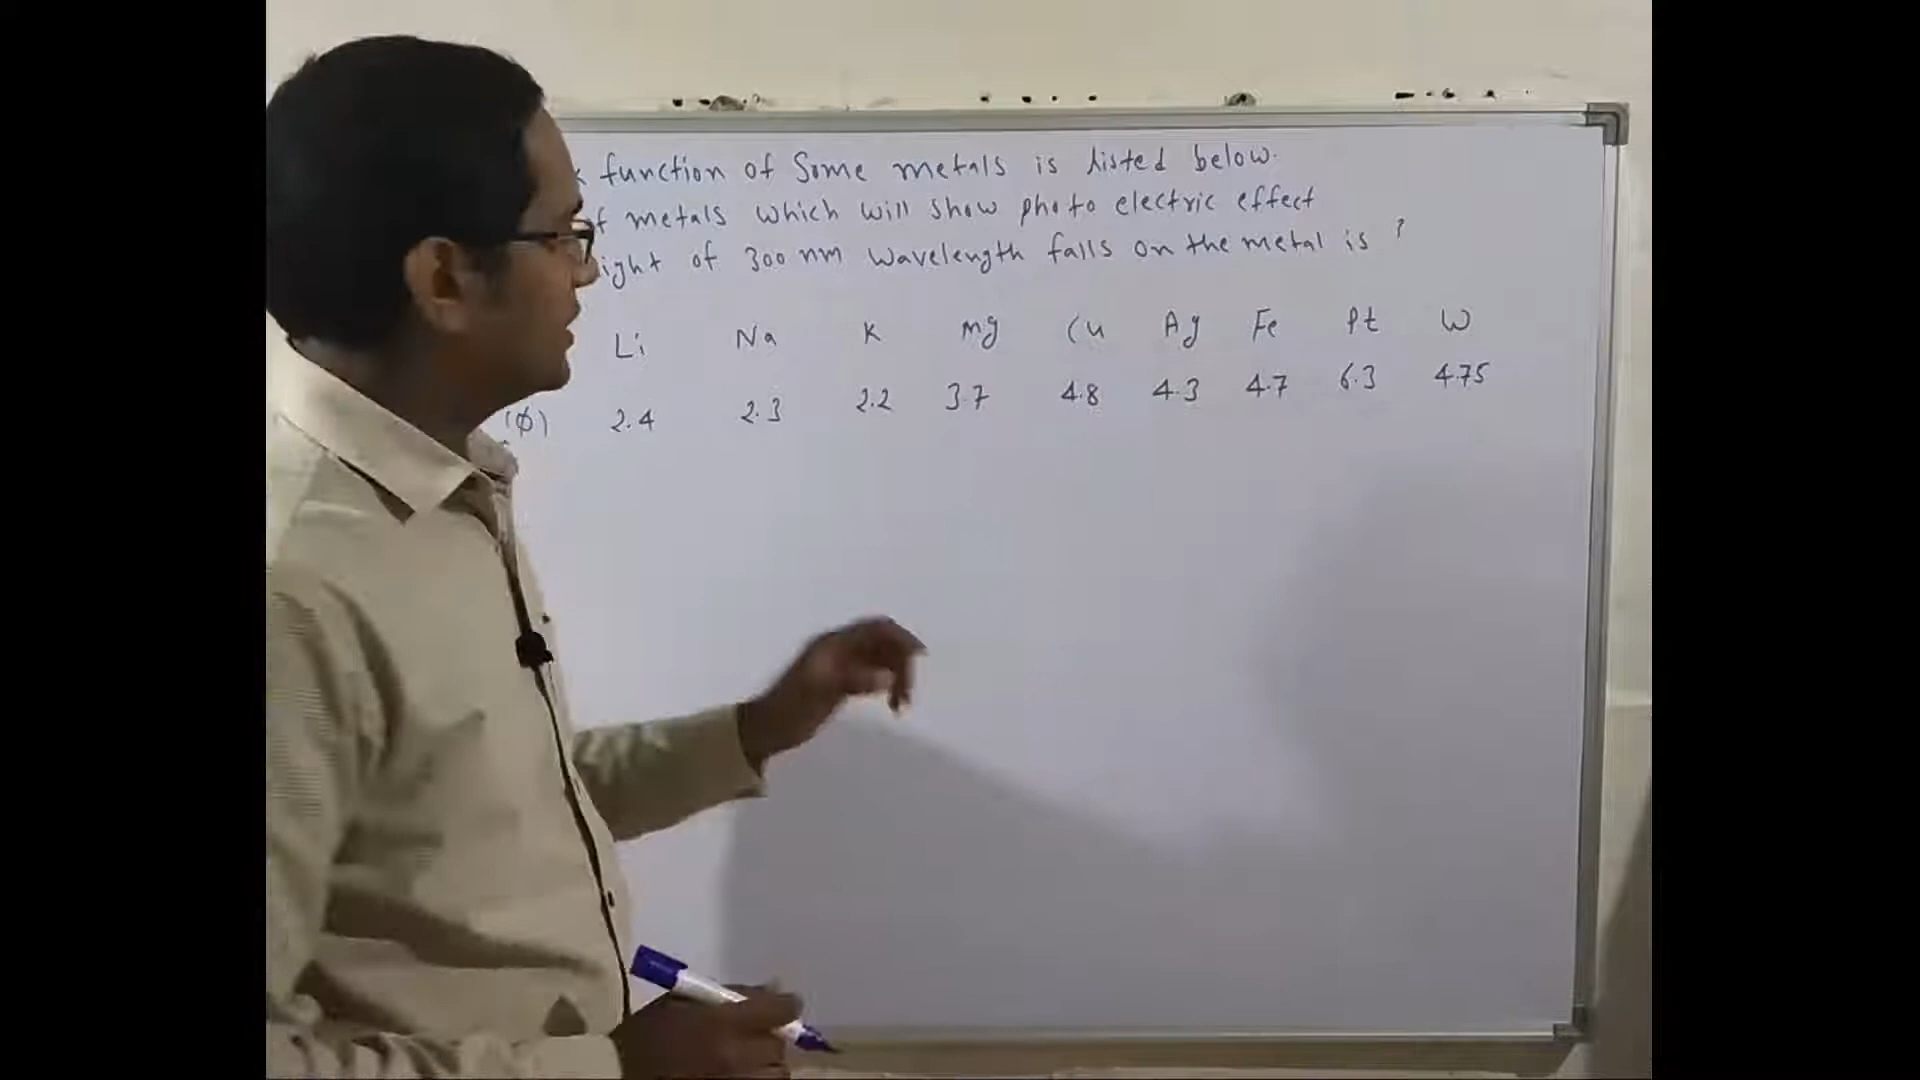 function of Some metals is listed below.
metals which will show photo electric effect
of 300 nm wavelength falls on the metal is ?
Li Na K Mg Cu Ag Fe Pt W
(Φ) 2.4 2.3 2.2 3.7 4.8 4.3 4.7 6.3 4.75